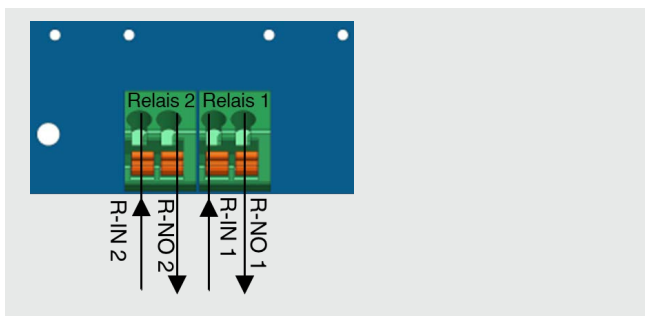 Relais 2 Relais 1
R-IN 2
R-NO 2
R-IN 1
R-NO 1